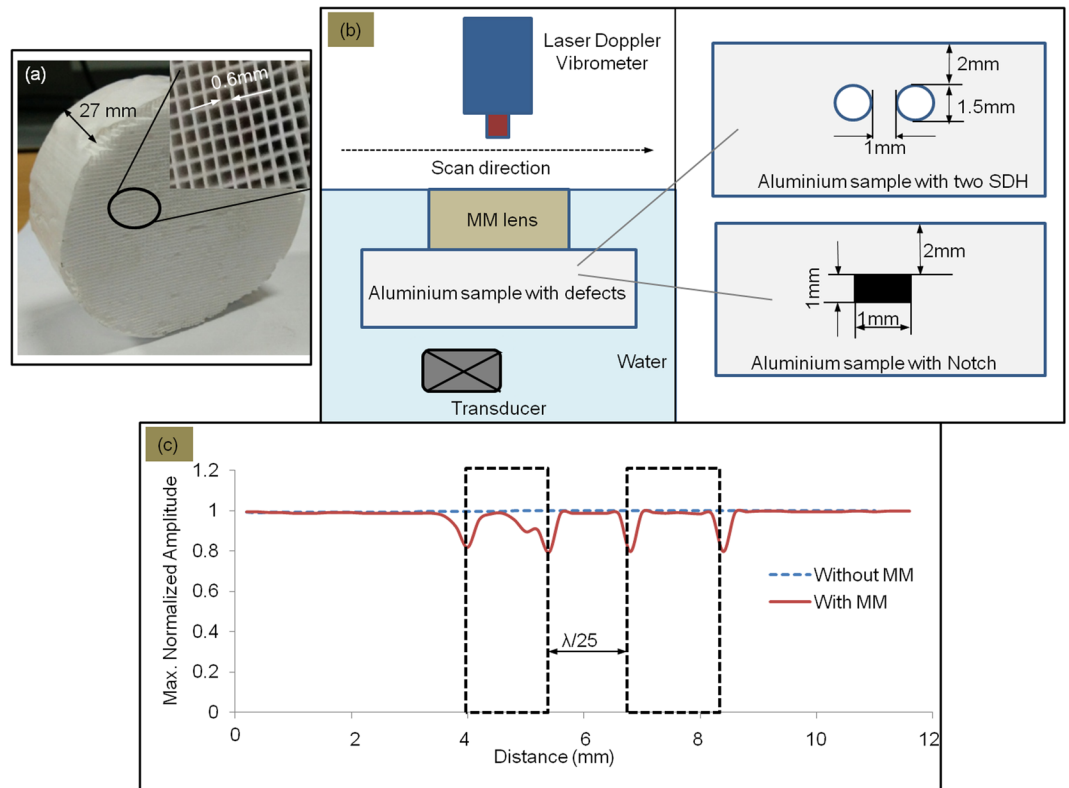 (a)
0.6mm
27 mm
(b)
Laser Doppler
Vibrometer
Scan direction
MM lens
Aluminium sample with defects
Water
Transducer
2mm
1.5mm
1mm
Aluminium sample with two SDH
2mm
1mm
1mm
Aluminium sample with Notch
(c)
Max. Normalized Amplitude
1.2
1
0.8
0.6
0.4
0.2
0
λ/25
Without MM
With MM
0
2
4
6
8
10
12
Distance (mm)